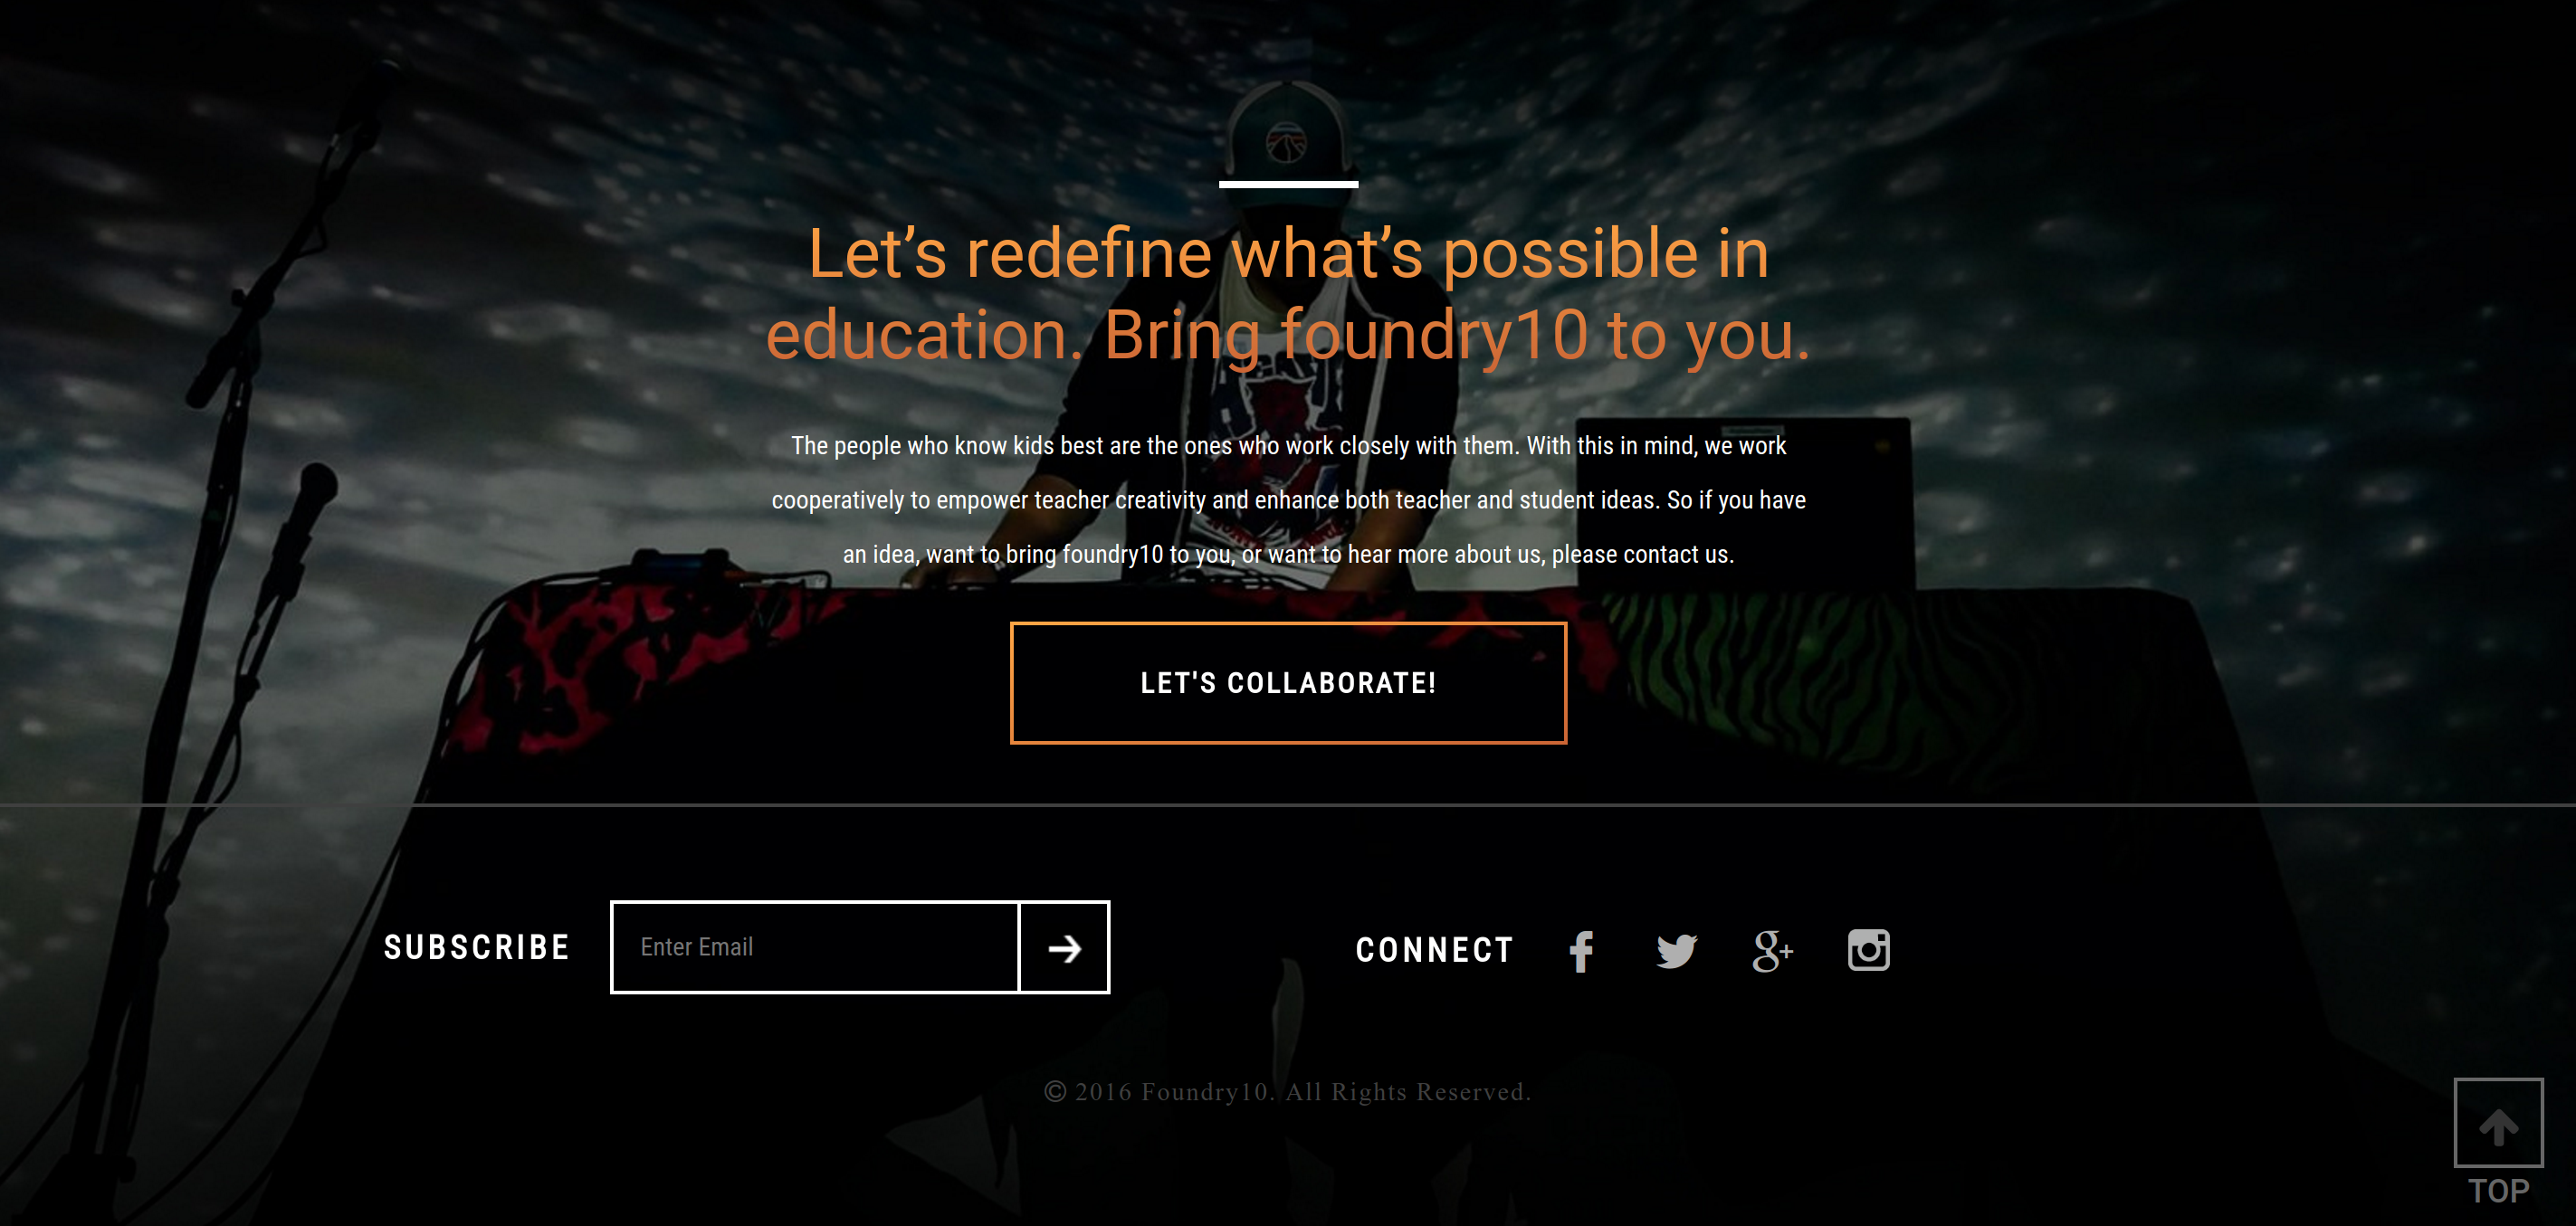 Let’s redefine what’s possible in
education. Bring foundry10 to you.
The people who know kids best are the ones who work closely with them. With this in mind, we work
cooperatively to empower teacher creativity and enhance both teacher and student ideas. So if you have
an idea, want to bring foundry10 to you, or want to hear more about us, please contact us.
LET'S COLLABORATE!
SUBSCRIBE
Enter Email
CONNECT
© 2016 Foundry10. All Rights Reserved.
TOP